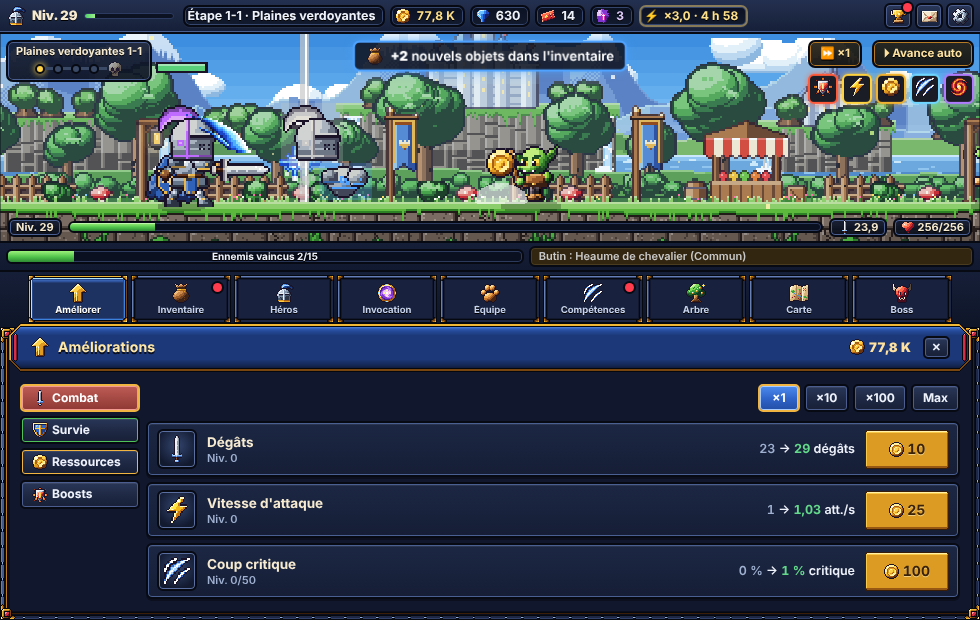 Niv. 29
Étape 1-1 · Plaines verdoyantes
77,8 K
630
14
3
×3,0 · 4 h 58
Plaines verdoyantes 1-1
+2 nouvels objets dans l'inventaire
×1
Avance auto
Niv. 29
23,9
256/256
Ennemis vaincus 2/15
Butin : Heaume de chevalier (Commun)
Améliorer
Inventaire
Héros
Invocation
Equipe
Compétences
Arbre
Carte
Boss
Améliorations
77,8 K
×
Combat
×1
×10
×100
Max
Survie
Ressources
Boosts
Dégâts
Niv. 0
23 → 29 dégâts
10
Vitesse d'attaque
Niv. 0
1 → 1,03 att./s
25
Coup critique
Niv. 0/50
0 % → 1 % critique
100